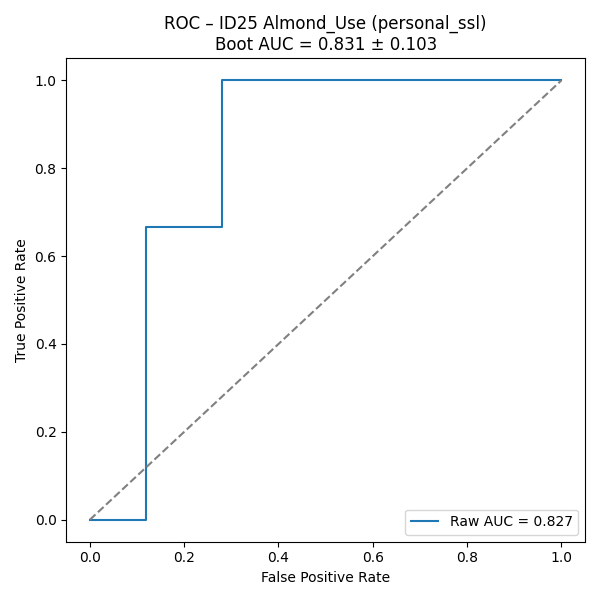 ROC – ID25 Almond_Use (personal_ssl)
Boot AUC = 0.831 ± 0.103
True Positive Rate
1.0
0.8
0.6
0.4
0.2
0.0
Raw AUC = 0.827
0.0 0.2 0.4 0.6 0.8 1.0
False Positive Rate